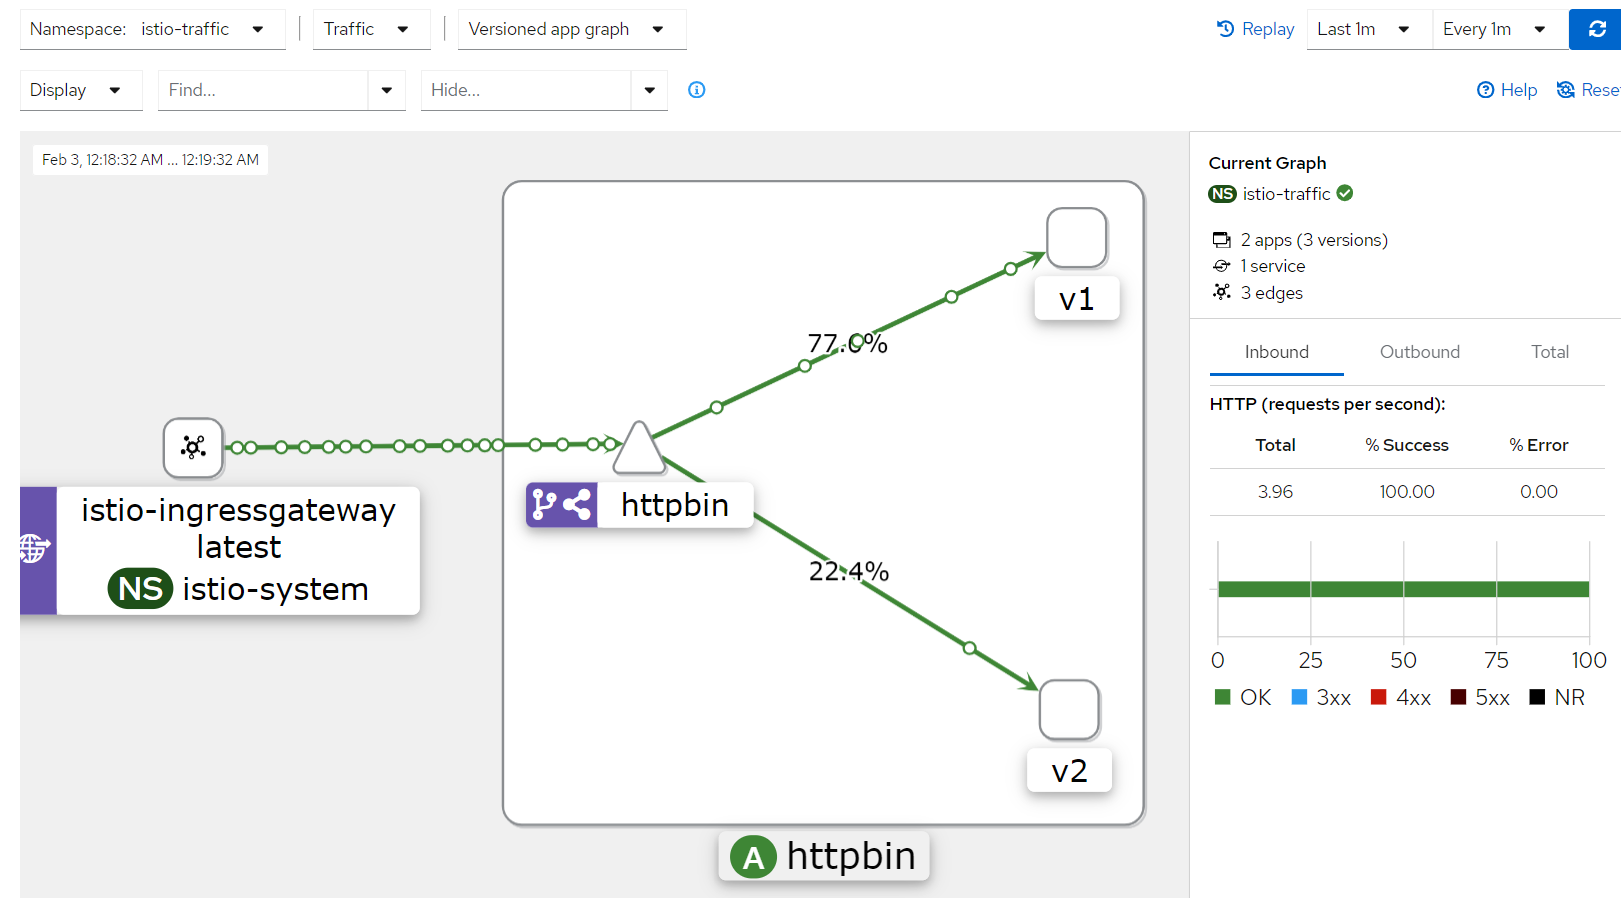 Namespace: istio-traffic
Traffic
Versioned app graph
Replay
Last 1m
Every 1m
Display
Find...
Hide...
Help
Rese
Feb 3, 12:18:32 AM ... 12:19:32 AM
Current Graph
NS istio-traffic
2 apps (3 versions)
1 service
3 edges
Inbound
Outbound
Total
HTTP (requests per second):
Total % Success % Error
3.96 100.00 0.00
0 25 50 75 100
OK 3xx 4xx 5xx NR
v1
%
httpbin
istio-ingressgateway
latest
NS istio-system
22.4%
v2
A httpbin